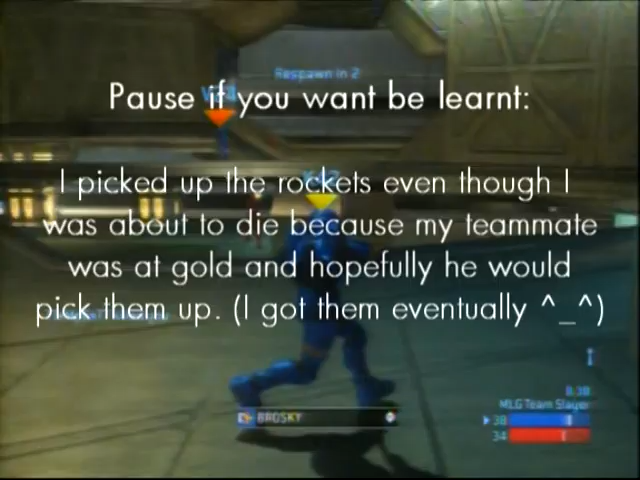 Respawn in 2
Pause if you want be learnt:
I picked up the rockets even though I
was about to die because my teammate
was at gold and hopefully he would
pick them up. (I got them eventually ^_^)
BROSKY
MLG Team Slayer
38
34